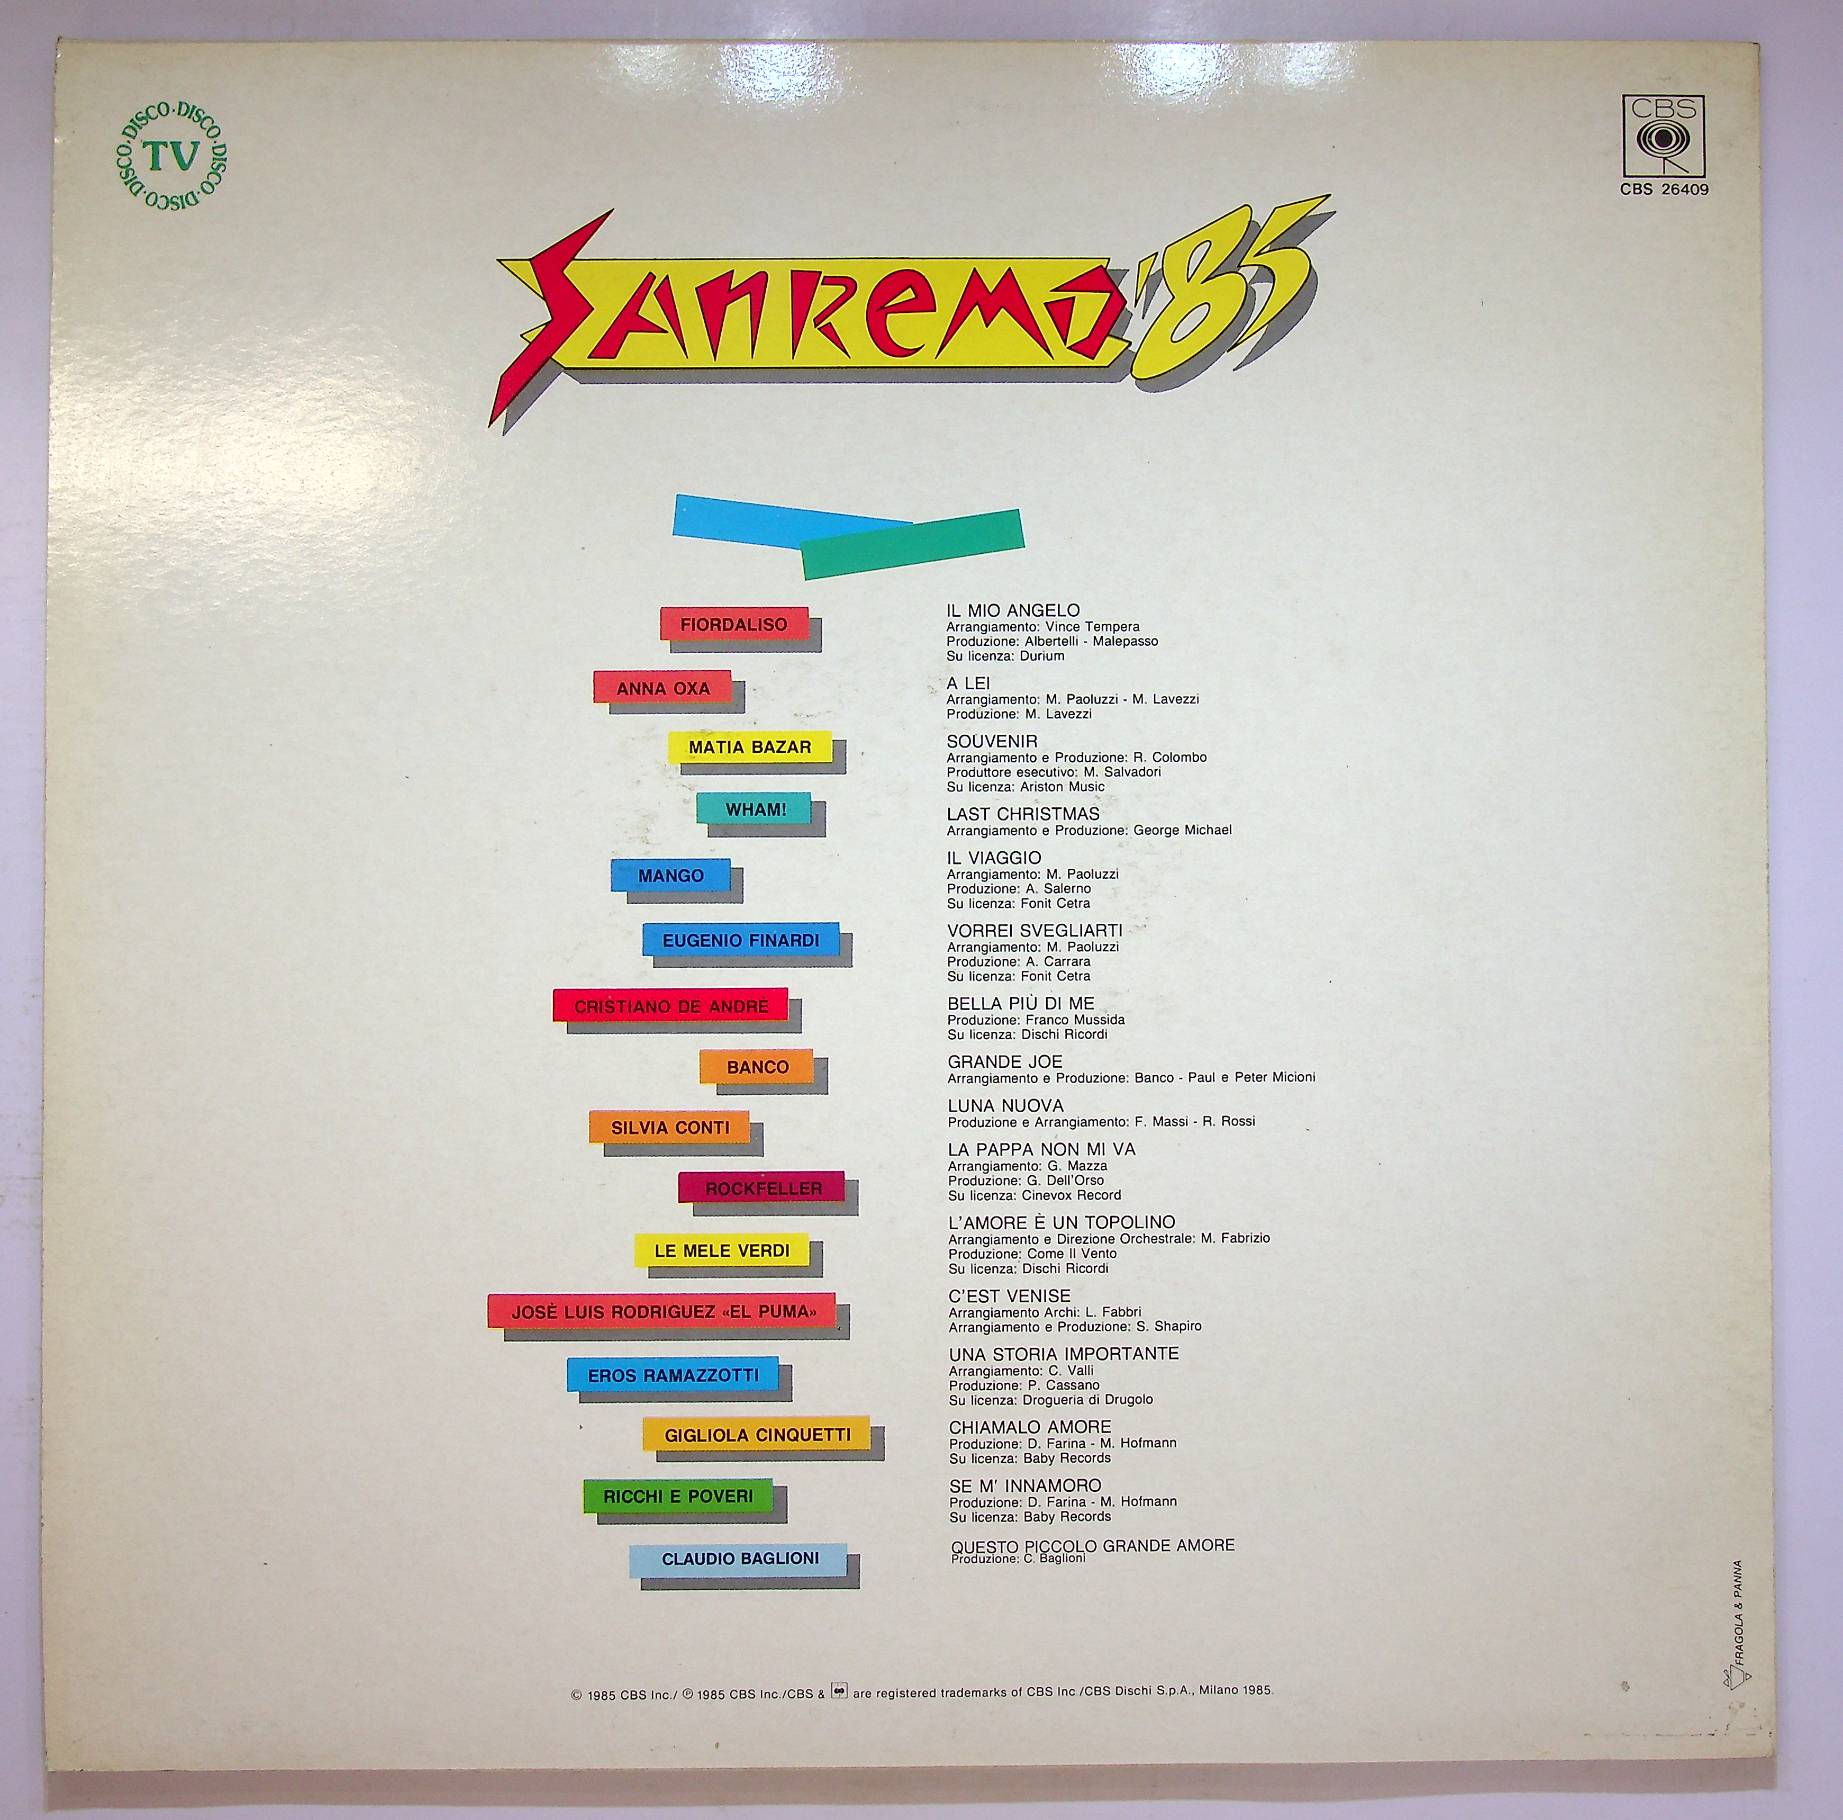 DISCO · DISCO · DISCO · DISCO · DISCO ·
TV
CBS
CBS 26409
SANREMO '85
FIORDALISO
IL MIO ANGELO
Arrangiamento: Vince Tempera
Produzione: Albertelli - Malepasso
Su licenza: Durium
ANNA OXA
A LEI
Arrangiamento: M. Paoluzzi - M. Lavezzi
Produzione: M. Lavezzi
MATIA BAZAR
SOUVENIR
Arrangiamento e Produzione: R. Colombo
Produttore esecutivo: M. Salvadori
Su licenza: Ariston Music
WHAM!
LAST CHRISTMAS
Arrangiamento e Produzione: George Michael
MANGO
IL VIAGGIO
Arrangiamento: M. Paoluzzi
Produzione: A. Salerno
Su licenza: Fonit Cetra
EUGENIO FINARDI
VORREI SVEGLIARTI
Arrangiamento: M. Paoluzzi
Produzione: A. Carrara
Su licenza: Fonit Cetra
CRISTIANO DE ANDRÈ
BELLA PIÙ DI ME
Produzione: Franco Mussida
Su licenza: Dischi Ricordi
BANCO
GRANDE JOE
Arrangiamento e Produzione: Banco - Paul e Peter Micioni
SILVIA CONTI
LUNA NUOVA
Produzione e Arrangiamento: F. Massi - R. Rossi
ROCKFELLER
LA PAPPA NON MI VA
Arrangiamento: G. Mazza
Produzione: G. Dell'Orso
Su licenza: Cinevox Record
LE MELE VERDI
L'AMORE È UN TOPOLINO
Arrangiamento e Direzione Orchestrale: M. Fabrizio
Produzione: Come Il Vento
Su licenza: Dischi Ricordi
JOSÈ LUIS RODRIGUEZ «EL PUMA»
C'EST VENISE
Arrangiamento Archi: L. Fabbri
Arrangiamento e Produzione: S. Shapiro
EROS RAMAZZOTTI
UNA STORIA IMPORTANTE
Arrangiamento: C. Valli
Produzione: P. Cassano
Su licenza: Drogueria di Drugolo
GIGLIOLA CINQUETTI
CHIAMALO AMORE
Produzione: D. Farina - M. Hofmann
Su licenza: Baby Records
RICCHI E POVERI
SE M' INNAMORO
Produzione: D. Farina - M. Hofmann
Su licenza: Baby Records
CLAUDIO BAGLIONI
QUESTO PICCOLO GRANDE AMORE
Produzione: C. Baglioni
FRAGOLA & PANNA
© 1985 CBS Inc./ ℗ 1985 CBS Inc./CBS & are registered trademarks of CBS Inc./CBS Dischi S.p.A., Milano 1985.